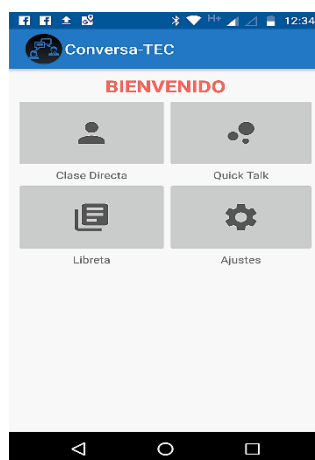 H+ 12:34
Conversa-TEC
BIENVENIDO
Clase Directa Quick Talk
Libreta Ajustes